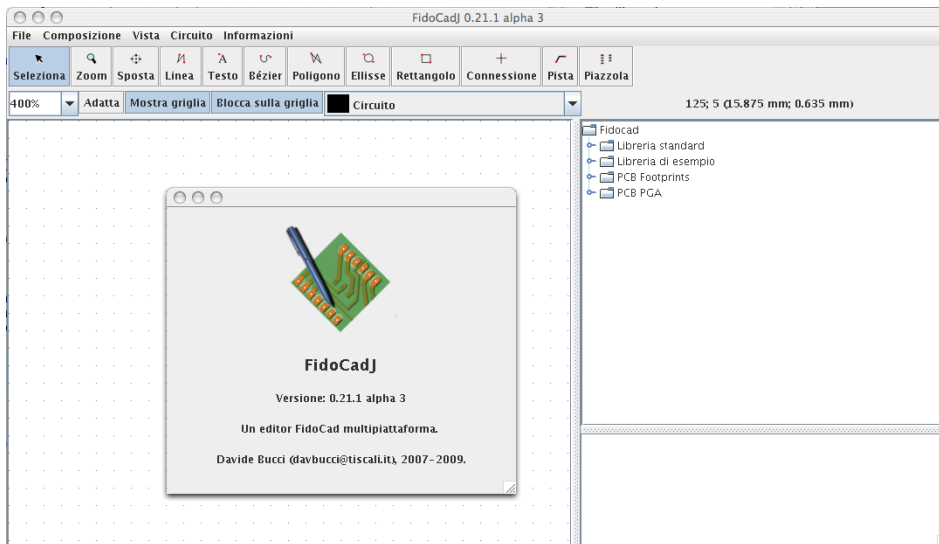 FidoCadJ 0.21.1 alpha 3
File Composizione Vista Circuito Informazioni
Seleziona Zoom Sposta Linea Testo Bézier Poligono Ellisse Rettangolo Connessione Pista Piazzola
400% Adatta Mostra griglia Blocca sulla griglia Circuito 125; 5 (15.875 mm; 0.635 mm)
Fidocad
Libreria standard
Libreria di esempio
PCB Footprints
PCB PGA
FidoCadJ
Versione: 0.21.1 alpha 3
Un editor FidoCad multipiattaforma.
Davide Bucci (davbucci@tiscali.it), 2007-2009.